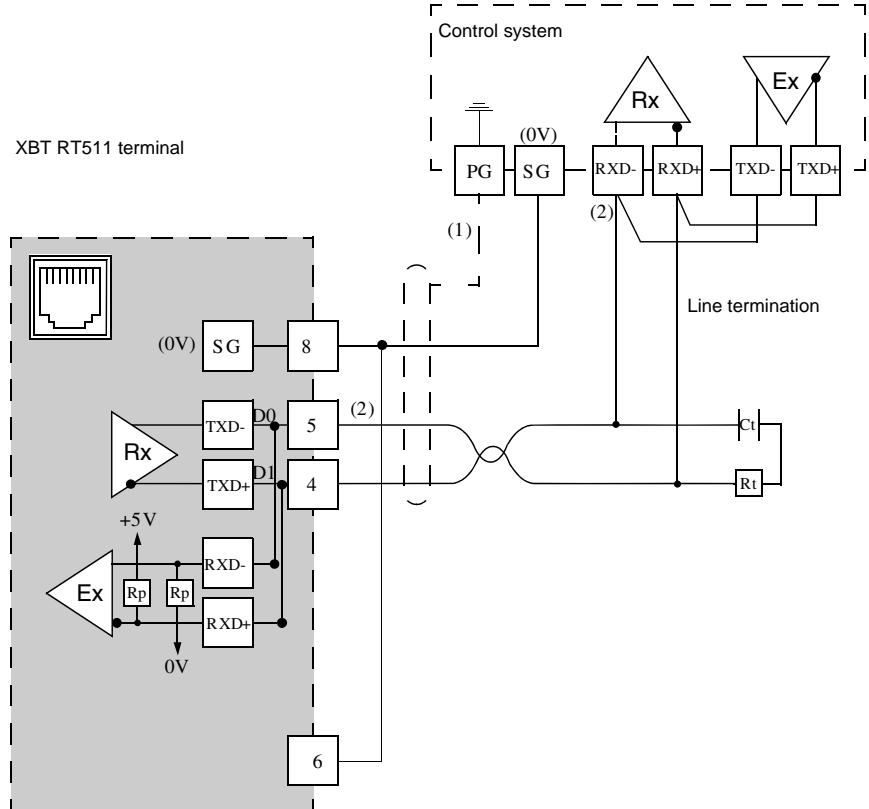 Control system
Rx
Ex
(0V)
XBT RT511 terminal
PG
SG
RXD-
RXD+
TXD-
TXD+
(1)
(2)
Line termination
(0V)
SG
8
(2)
TXD-
D0
5
Ct
Rx
TXD+
D1
4
Rt
+5V
RXD-
Ex
Rp
Rp
RXD+
0V
6